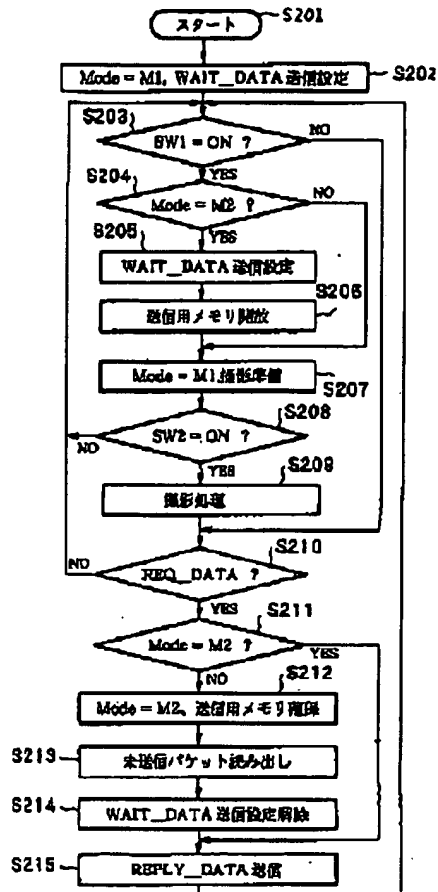 スタート
S201
Mode = M1, WAIT_DATA 送信設定
S202
S203
SW1 = ON ?
NO
YES
S204
Mode = M2 ?
NO
YES
S205
WAIT_DATA 送信設定
S206
送信用メモリ開放
Mode = M1,撮影準備
S207
S208
SW2 = ON ?
NO
YES
S209
撮影処理
S210
REQ_DATA ?
NO
YES
S211
Mode = M2 ?
YES
NO
S212
Mode = M2, 送信用メモリ確保
S213
未送信パケット読み出し
S214
WAIT_DATA 送信設定解除
S215
REPLY_DATA 送信